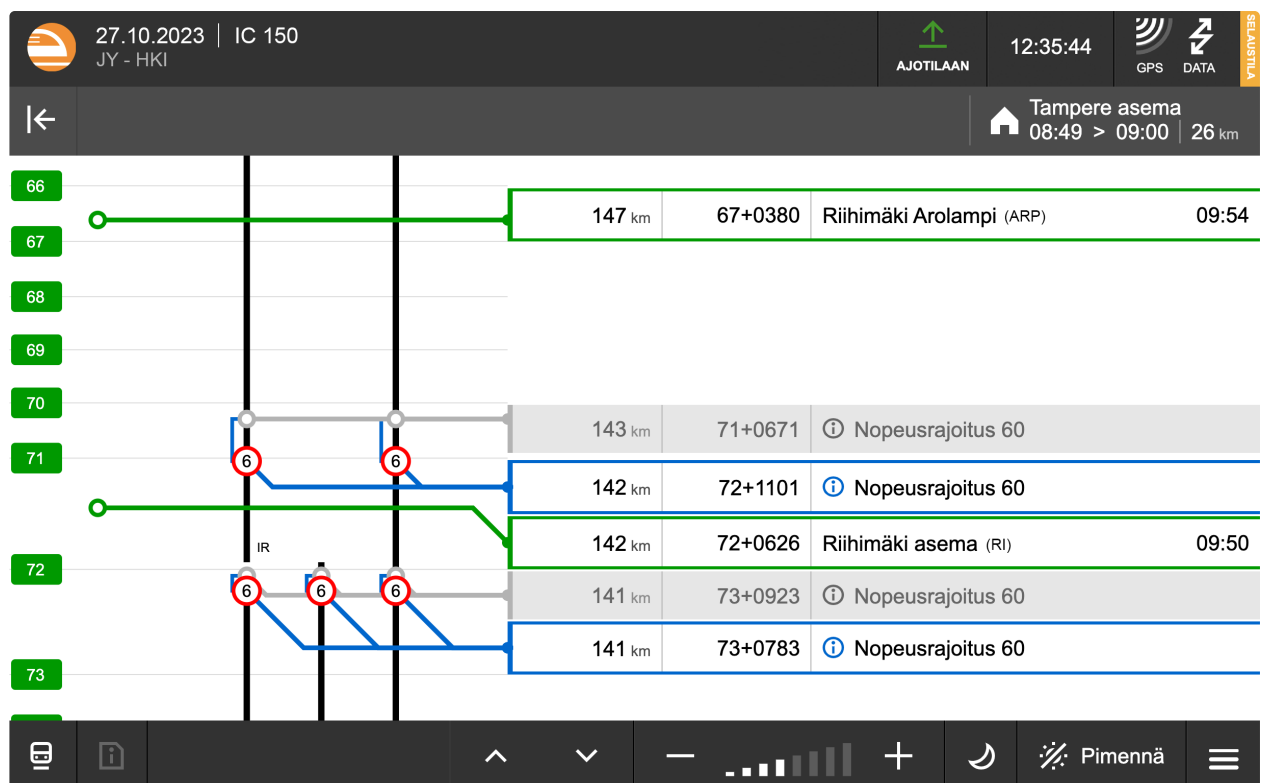 27.10.2023 IC 150
JY - HKI
AJOTILAAN
12:35:44
GPS DATA
SELAUSTILA
Tampere asema
08:49 > 09:00 26 km
66
147 km 67+0380 Riihimäki Arolampi (ARP) 09:54
67
68
69
70
143 km 71+0671 Nopeusrajoitus 60
71
6 6
142 km 72+1101 Nopeusrajoitus 60
142 km 72+0626 Riihimäki asema (RI) 09:50
IR
72
6 6 6
141 km 73+0923 Nopeusrajoitus 60
141 km 73+0783 Nopeusrajoitus 60
73
Pimennä